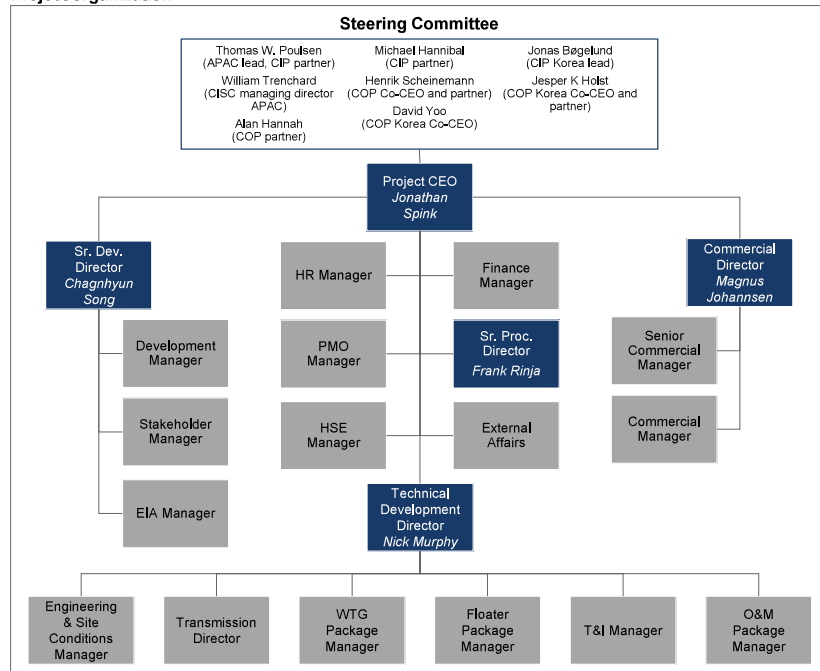 Steering Committee
Thomas W. Poulsen
(APAC lead, CIP partner)
William Trenchard
(CISC managing director
APAC)
Alan Hannah
(COP partner)
Michael Hannibal
(CIP partner)
Henrik Scheinemann
(COP Co-CEO and partner)
David Yoo
(COP Korea Co-CEO)
Jonas Bøgelund
(CIP Korea lead)
Jesper K Holst
(COP Korea Co-CEO and
partner)
Project CEO
Jonathan
Spink
Sr. Dev.
Director
Chagnhyun
Song
HR Manager
Finance
Manager
Commercial
Director
Magnus
Johannsen
Development
Manager
PMO
Manager
Sr. Proc.
Director
Frank Rinja
Senior
Commercial
Manager
Stakeholder
Manager
HSE
Manager
External
Affairs
Commercial
Manager
EIA Manager
Technical
Development
Director
Nick Murphy
Engineering
& Site
Conditions
Manager
Transmission
Director
WTG
Package
Manager
Floater
Package
Manager
T&I Manager
O&M
Package
Manager